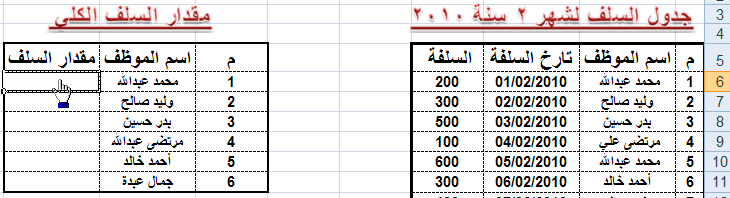 3 جدول السلف لشهر ٢ سنة ٢٠١٠ مقدار السلف الكلي
4
5 م اسم الموظف تارخ السلفة السلفة م اسم الموظف مقدار السلف
6 1 محمد عبدالله 01/02/2010 200 1 محمد عبدالله
7 2 وليد صالح 02/02/2010 300 2 وليد صالح
8 3 بدر حسين 03/02/2010 500 3 بدر حسين
9 4 مرتضى علي 04/02/2010 100 4 مرتضى عبدالله
10 5 محمد عبدالله 05/02/2010 600 5 أحمد خالد
11 6 أحمد خالد 06/02/2010 300 6 جمال عبدة